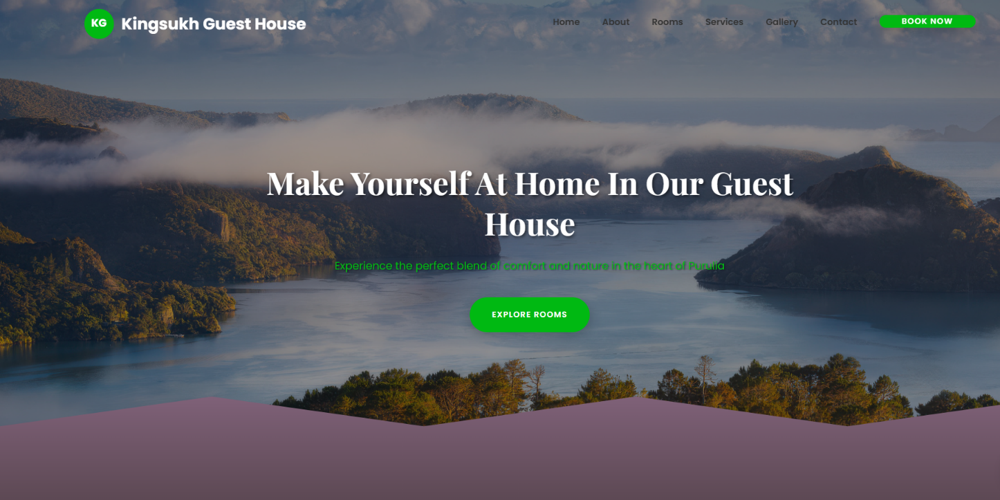 KG Kingsukh Guest House Home About Rooms Services Gallery Contact BOOK NOW
Make Yourself At Home In Our Guest
House
Experience the perfect blend of comfort and nature in the heart of Purulia
EXPLORE ROOMS